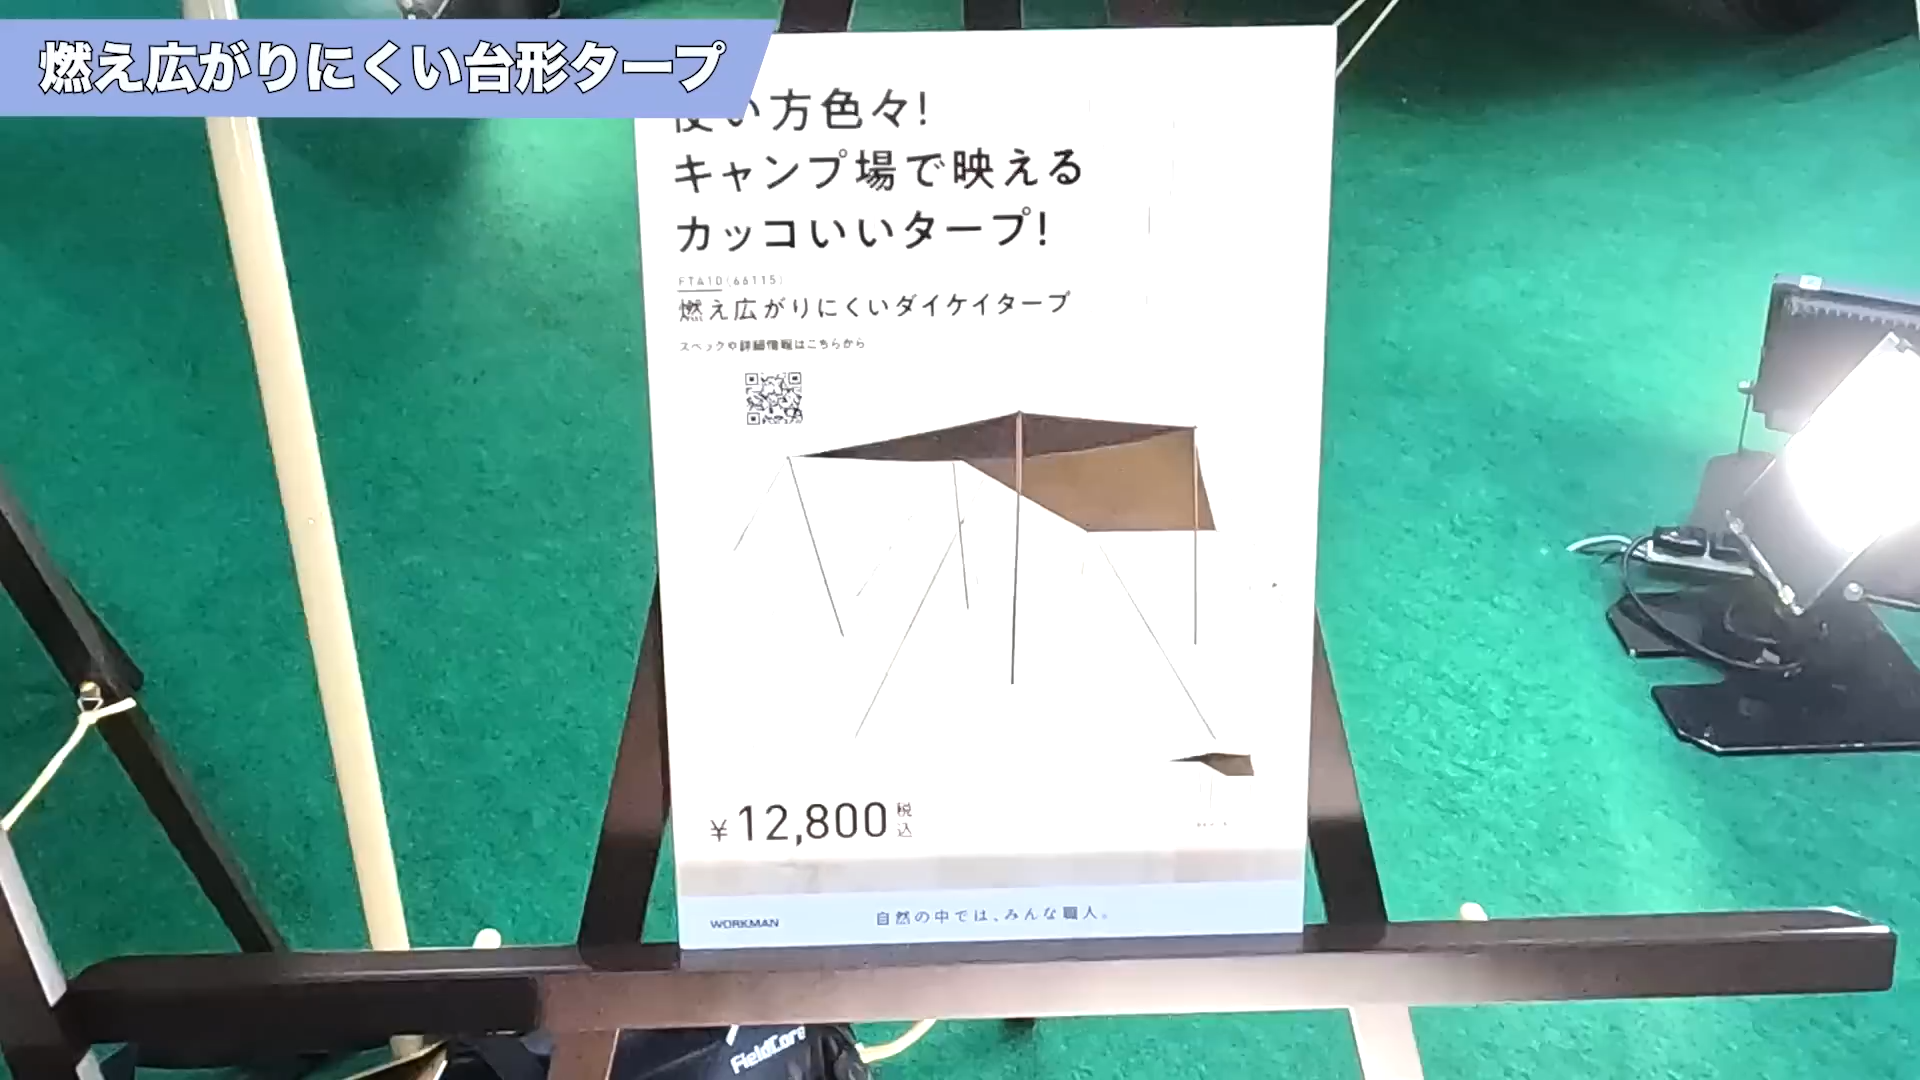 燃え広がりにくい台形タープ
使い方色々!
キャンプ場で映える
カッコいいタープ!
FTA10(66115)
燃え広がりにくいダイケイタープ
スペックや詳細情報はこちらから
¥12,800税込
WORKMAN
自然の中では、みんな職人。
FieldCore